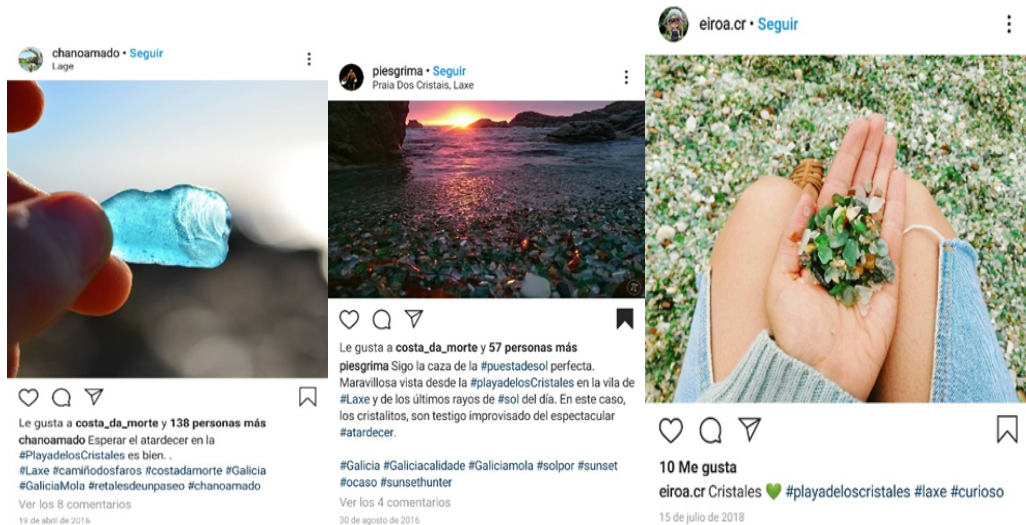 chanoamado • Seguir
Lage
Le gusta a costa_da_morte y 138 personas más
chanoamado Esperar el atardecer en la
#PlayadelosCristales es bien. .
#Laxe #camiñodosfaros #costadamorte #Galicia
#GaliciaMola #retalesdeunpaseo #chanoamado
Ver los 8 comentarios
19 de abril de 2016
piesgrima • Seguir
Praia Dos Cristais, Laxe
Le gusta a costa_da_morte y 57 personas más
piesgrima Sigo la caza de la #puestadesol perfecta.
Maravillosa vista desde la #playadelosCristales en la vila de
#Laxe y de los últimos rayos de #sol del día. En este caso,
los cristalitos, son testigo improvisado del espectacular
#atardecer.
#Galicia #Galiciacalidade #Galiciamola #solpor #sunset
#ocaso #sunsethunter
Ver los 4 comentarios
30 de agosto de 2016
eiroa.cr • Seguir
10 Me gusta
eiroa.cr Cristales 💚 #playadeloscristales #laxe #curioso
15 de julio de 2018